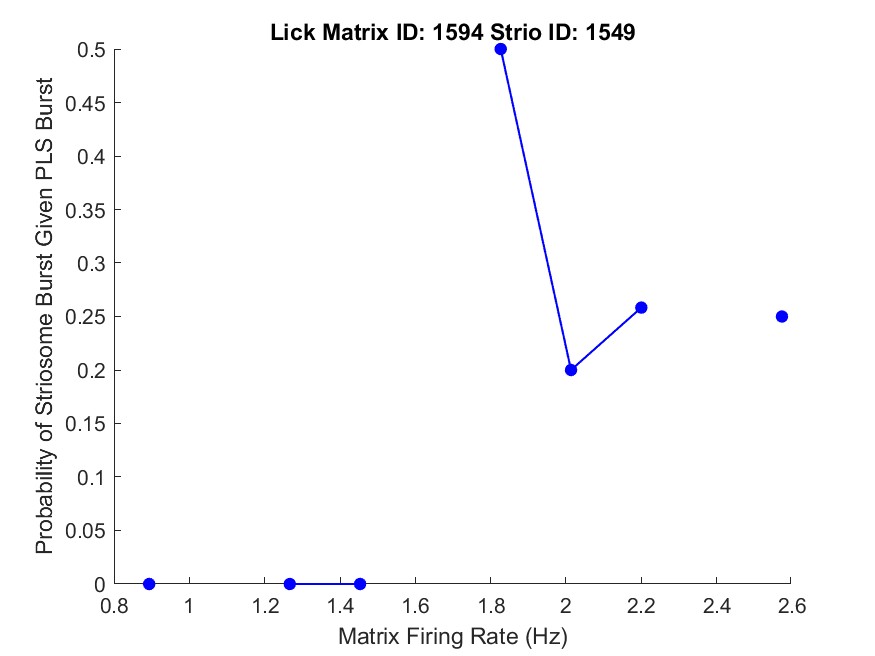 Lick Matrix ID: 1594 Strio ID: 1549
Probability of Striosome Burst Given PLS Burst
0.5
0.45
0.4
0.35
0.3
0.25
0.2
0.15
0.1
0.05
0
0.8 1 1.2 1.4 1.6 1.8 2 2.2 2.4 2.6
Matrix Firing Rate (Hz)